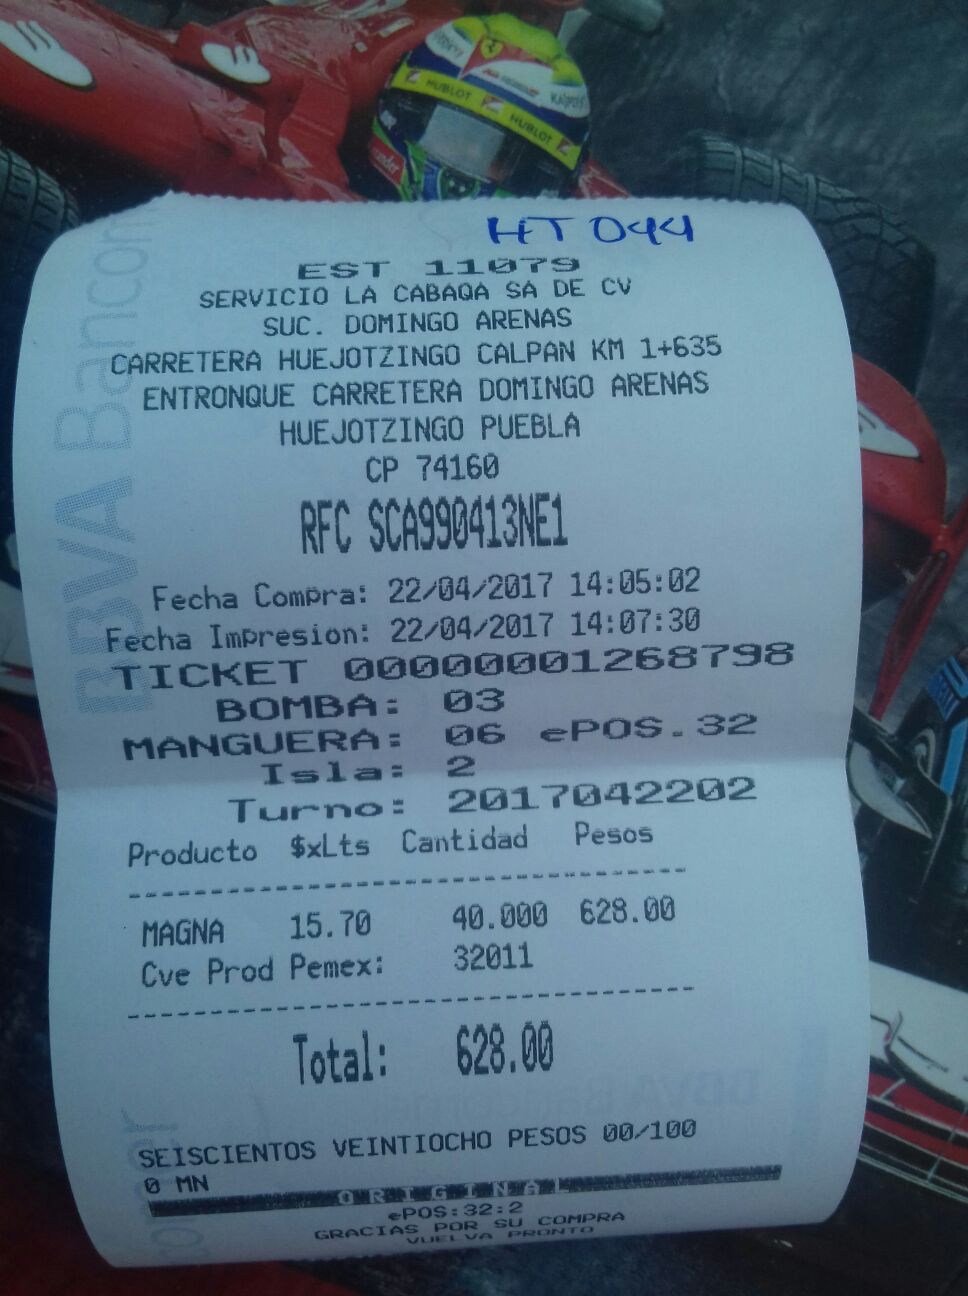 HUBLOT HUBLOT
HT 044
EST 11079
SERVICIO LA CABAQA SA DE CV
SUC. DOMINGO ARENAS
CARRETERA HUEJOTZINGO CALPAN KM 1+635
ENTRONQUE CARRETERA DOMINGO ARENAS
HUEJOTZINGO PUEBLA
CP 74160
RFC SCA990413NE1
Fecha Compra: 22/04/2017 14:05:02
Fecha Impresion: 22/04/2017 14:07:30
TICKET 00000001268798
BOMBA: 03
MANGUERA: 06 ePOS.32
Isla: 2
Turno: 2017042202
Producto $xLts Cantidad Pesos
MAGNA 15.70 40.000 628.00
Cve Prod Pemex: 32011
Total: 628.00
SEISCIENTOS VEINTIOCHO PESOS 00/100
0 MN
ORIGINAL
ePOS:32:2
GRACIAS POR SU COMPRA
VUELVA PRONTO
BBVA Bancomer